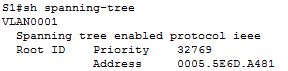 S1#sh spanning-tree
VLAN0001
Spanning tree enabled protocol ieee
Root ID Priority 32769
Address 0005.5E6D.A481